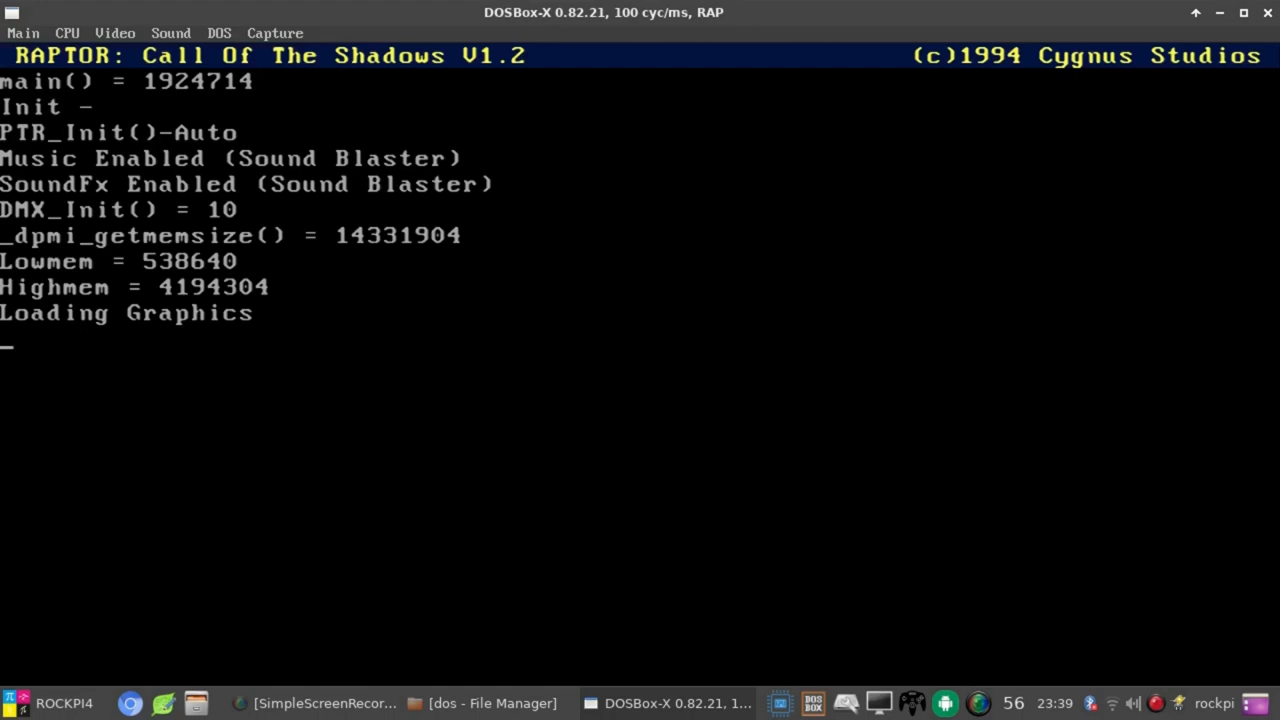 DOSBox-X 0.82.21, 100 cyc/ms, RAP
Main CPU Video Sound DOS Capture
RAPTOR: Call Of The Shadows V1.2 (c)1994 Cygnus Studios
main() = 1924714
Init -
PTR_Init()-Auto
Music Enabled (Sound Blaster)
SoundFx Enabled (Sound Blaster)
DMX_Init() = 10
_dpmi_getmemsize() = 14331904
Lowmem = 538640
Highmem = 4194304
Loading Graphics
_
ROCKPI4 [SimpleScreenRecor... [dos - File Manager] DOSBox-X 0.82.21, 1... DOS BOX 56 23:39 rockpi